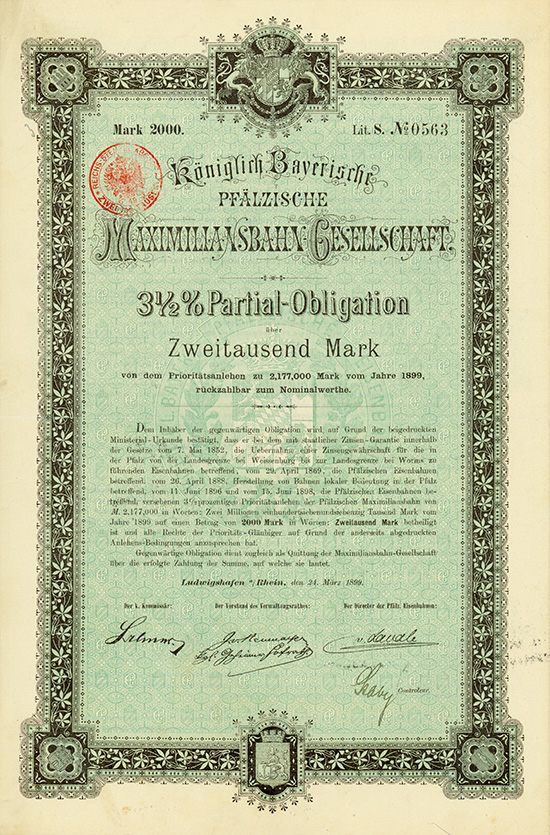 Mark 2000.
Lit. S. № 0563
Königlich Bayerische
PFÄLZISCHE
MAXIMILIANSBAHN-GESELLSCHAFT.
3½% Partial-Obligation
über
Zweitausend Mark
von dem Prioritätsanlehen zu 2,177,000 Mark vom Jahre 1899,
rückzahlbar zum Nominalwerthe.
Dem Inhaber der gegenwärtigen Obligation wird auf Grund der beigedruckten
Ministerial-Urkunde bestätigt, dass er bei dem mit staatlicher Zinsen-Garantie innerhalb
der Gesetze vom 7. Mai 1852, die Uebernahme einer Zinsengewährschaft für die in
der Pfalz von der Landesgrenze bei Weissenburg bis zur Landesgrenze bei Worms zu
führenden Eisenbahnen betreffend, vom 29. April 1869, die Pfälzischen Eisenbahnen
betreffend, vom 26. April 1888, Herstellung von Bahnen lokaler Bedeutung in der Pfalz
betreffend, vom 11. Juni 1896 und vom 15. Juni 1898, die Pfälzischen Eisenbahnen be-
treffend, versehenen 3½prozentige Prioritätsanlehen der Pfälzischen Maximiliansbahn von
M. 2,177,000 in Worten: Zwei Millionen einhundertsiebenundsiebenzig Tausend Mark vom
Jahre 1899 auf einen Betrag von 2000 Mark in Worten: Zweitausend Mark betheiligt
ist und alle Rechte der Prioritäts-Gläubiger auf Grund der anderseits abgedruckten
Anlehens-Bedingungen anzusprechen hat.
Gegenwärtige Obligation dient zugleich als Quittung der Maximiliansbahn-Gesellschaft
über die erfolgte Zahlung der Summe, auf welche sie lautet.
Ludwigshafen a/Rhein, den 24. März 1899.
Der k. Kommissär:
Der Vorstand des Verwaltungsrathes:
Der Director der Pfälz. Eisenbahnen:
v. Lavale
Controleur.